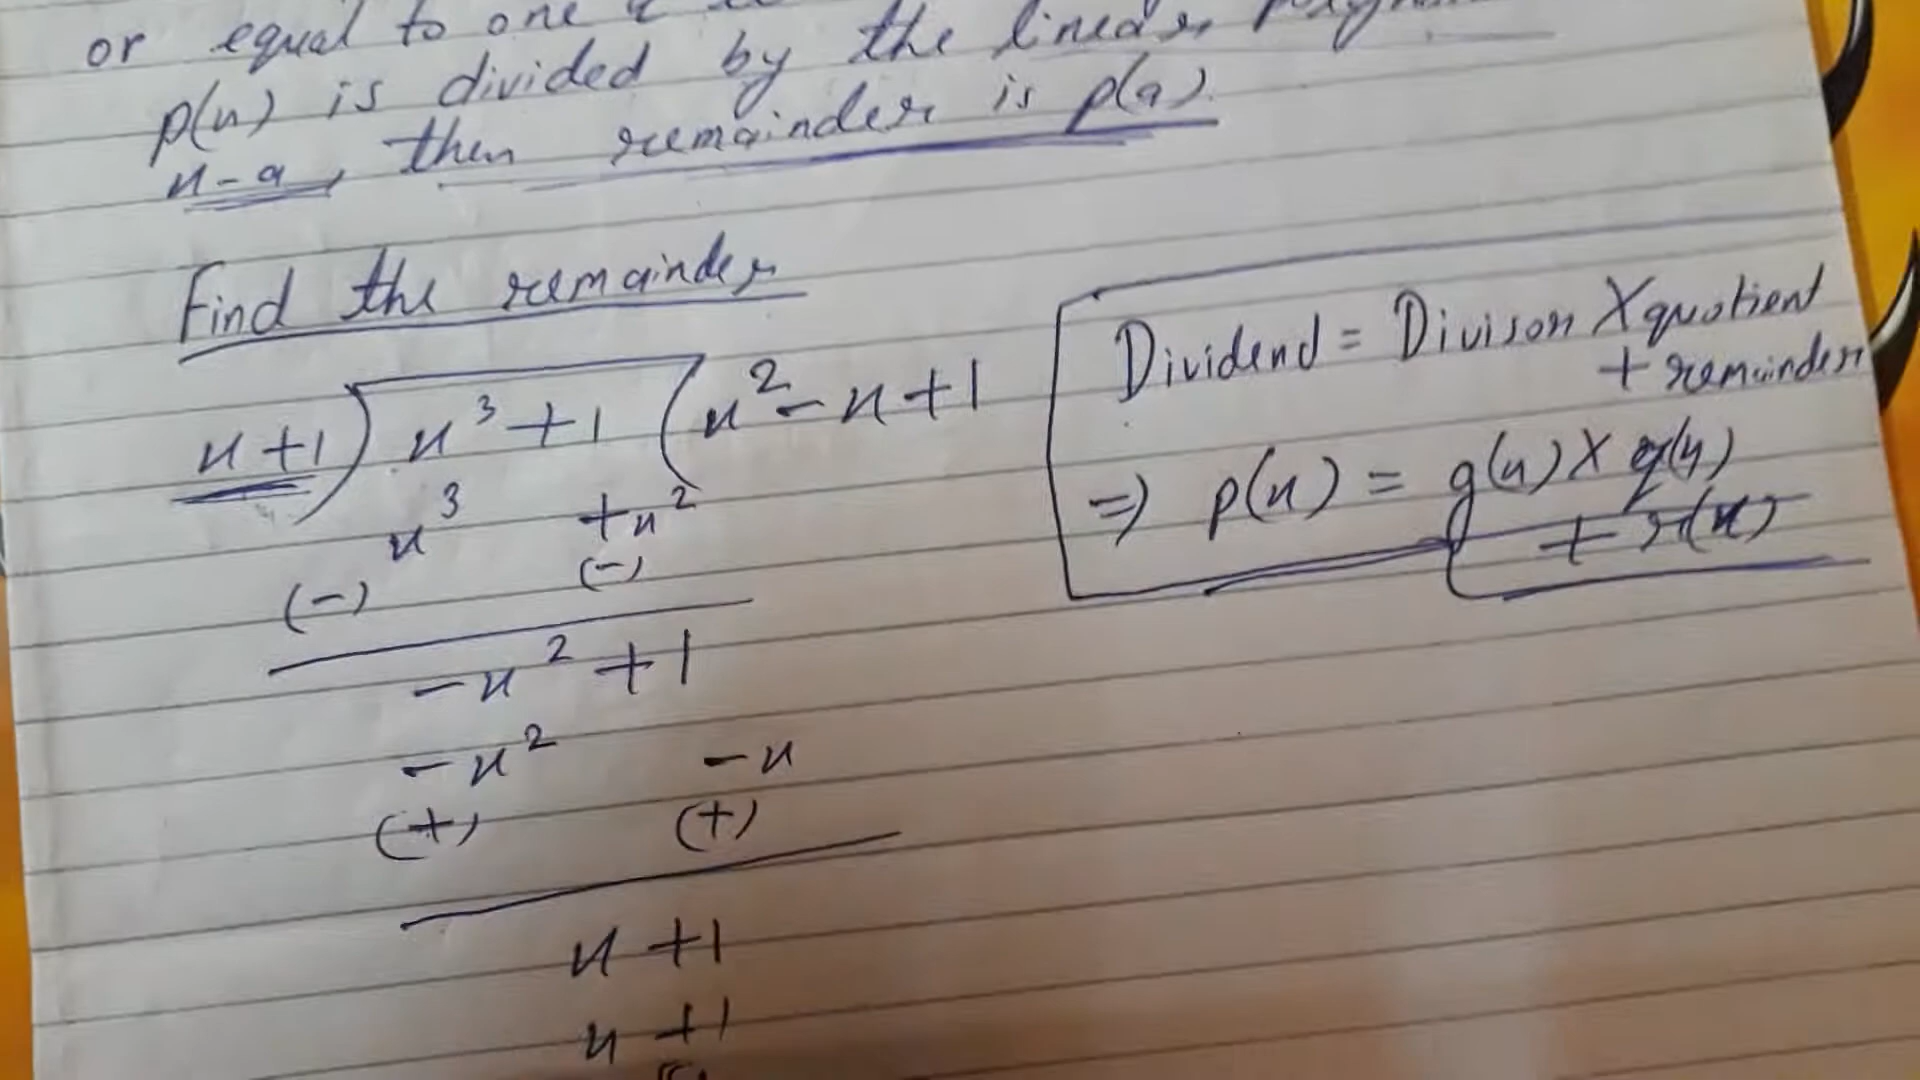 or equal to one
p(x) is divided by the linear
x-a, then remainder is p(a).
Find the remainder
x+1) x³+1 (x²-x+1
x³ +x²
(-) (-)
-x²+1
-x² -x
(+) (+)
x+1
x+1
Dividend = Divisor X quotient
+ remainder
=> p(x) = g(x) X q(x)
+ r(x)